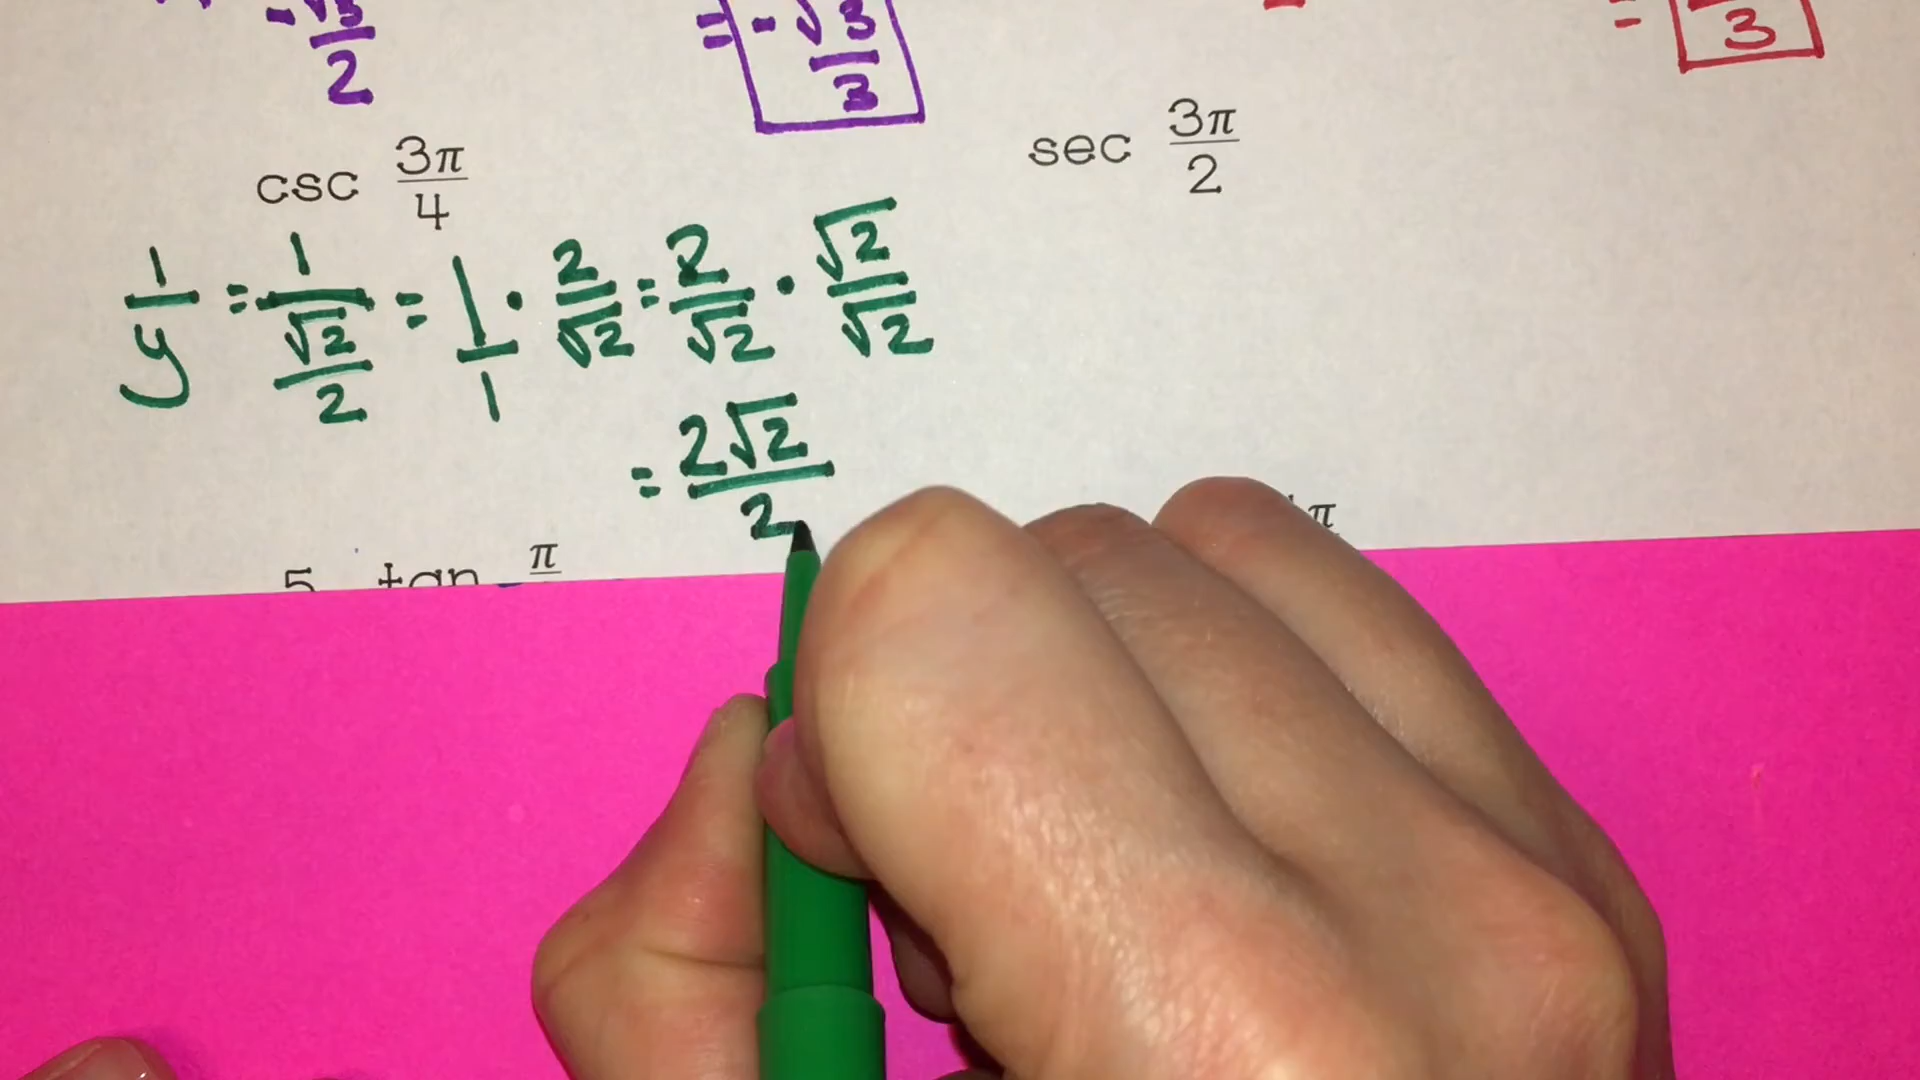 -√3/2
= -√3/3
= /3
csc 3π/4
sec 3π/2
1/y = 1/(√2/2) = 1/1 · 2/√2 = 2/√2 · √2/√2
= 2√2/2
π
5. tan π